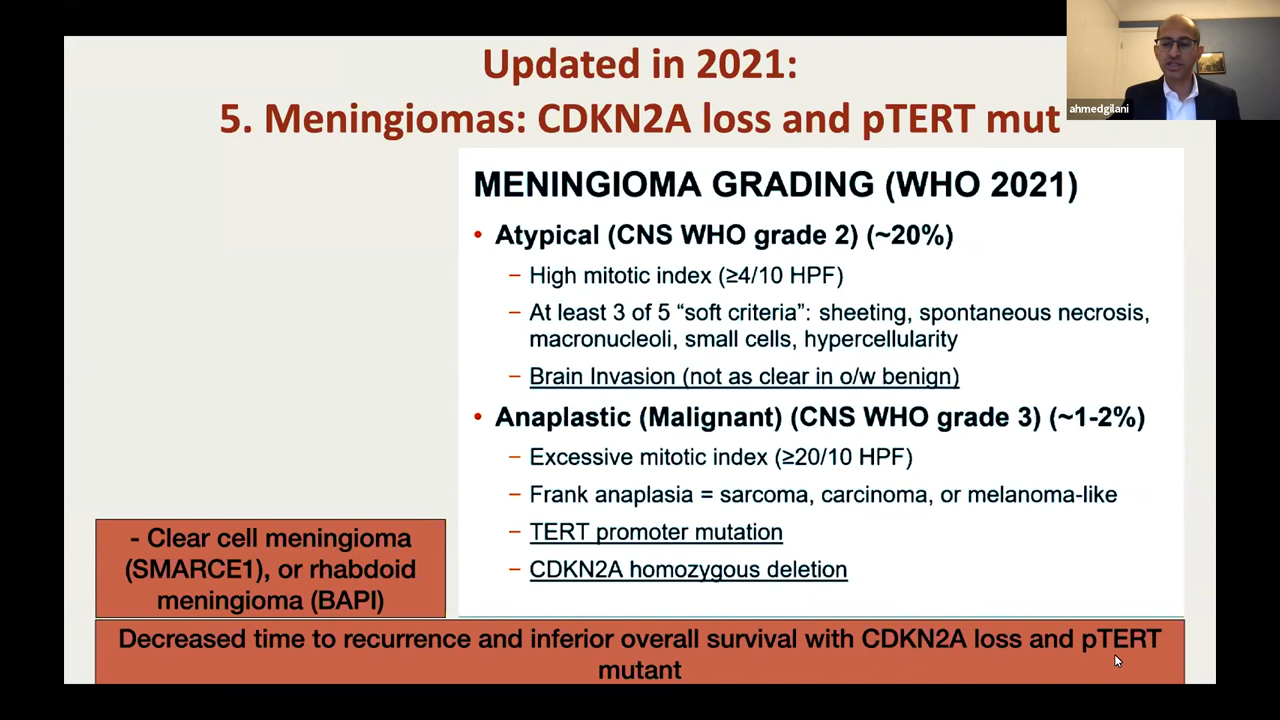 Updated in 2021:
5. Meningiomas: CDKN2A loss and pTERT mut
ahmedgilani
MENINGIOMA GRADING (WHO 2021)
• Atypical (CNS WHO grade 2) (~20%)
– High mitotic index (≥4/10 HPF)
– At least 3 of 5 “soft criteria”: sheeting, spontaneous necrosis,
macronucleoli, small cells, hypercellularity
– Brain Invasion (not as clear in o/w benign)
• Anaplastic (Malignant) (CNS WHO grade 3) (~1-2%)
– Excessive mitotic index (≥20/10 HPF)
– Frank anaplasia = sarcoma, carcinoma, or melanoma-like
– TERT promoter mutation
– CDKN2A homozygous deletion
- Clear cell meningioma
(SMARCE1), or rhabdoid
meningioma (BAPI)
Decreased time to recurrence and inferior overall survival with CDKN2A loss and pTERT
mutant